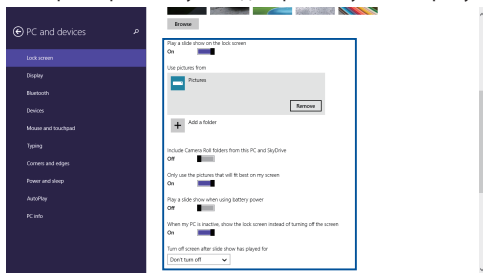 Browse
PC and devices
Lock screen
Display
Bluetooth
Devices
Mouse and touchpad
Typing
Corners and edges
Power and sleep
AutoPlay
PC info
Play a slide show on the lock screen
On
Use pictures from
Pictures
Remove
Add a folder
Include Camera Roll folders from this PC and SkyDrive
Off
Only use the pictures that will fit best on my screen
On
Play a slide show when using battery power
Off
When my PC is inactive, show the lock screen instead of turning off the screen
On
Turn off screen after slide show has played for
Don't turn off